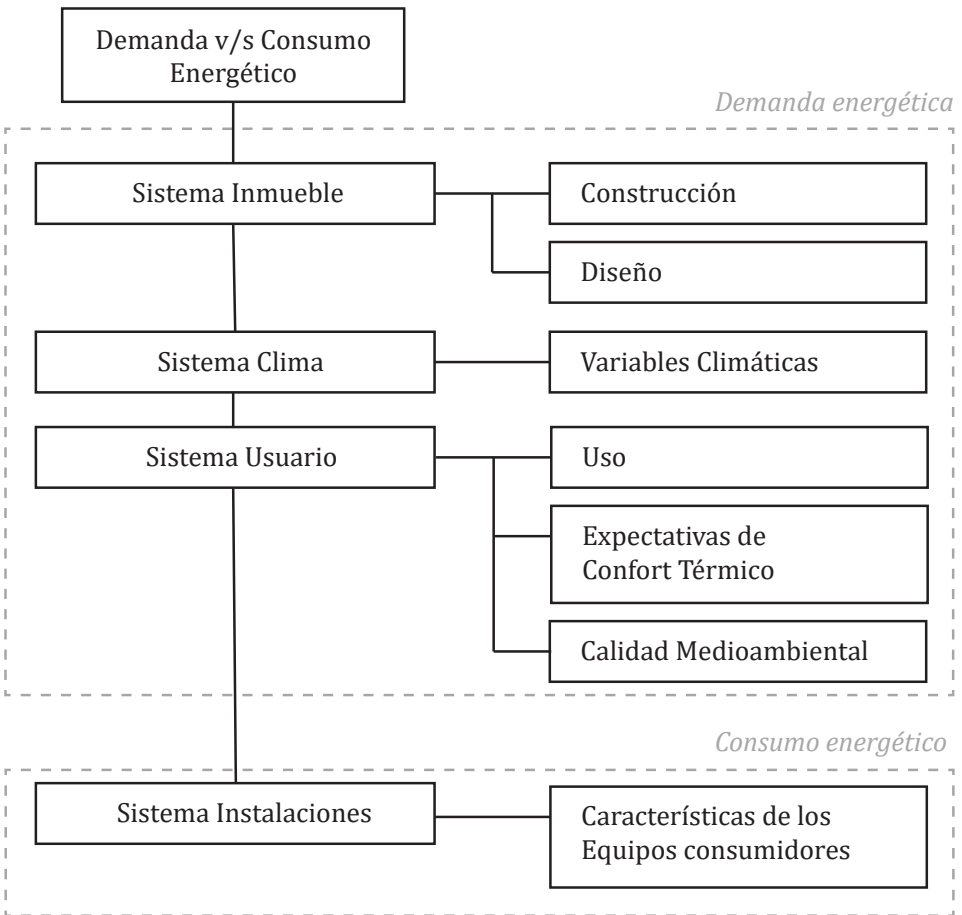 Demanda v/s Consumo
Energético
Demanda energética
Sistema Inmueble
Construcción
Diseño
Sistema Clima
Variables Climáticas
Sistema Usuario
Uso
Expectativas de
Confort Térmico
Calidad Medioambiental
Consumo energético
Sistema Instalaciones
Característicás de los
Equipos consumidores